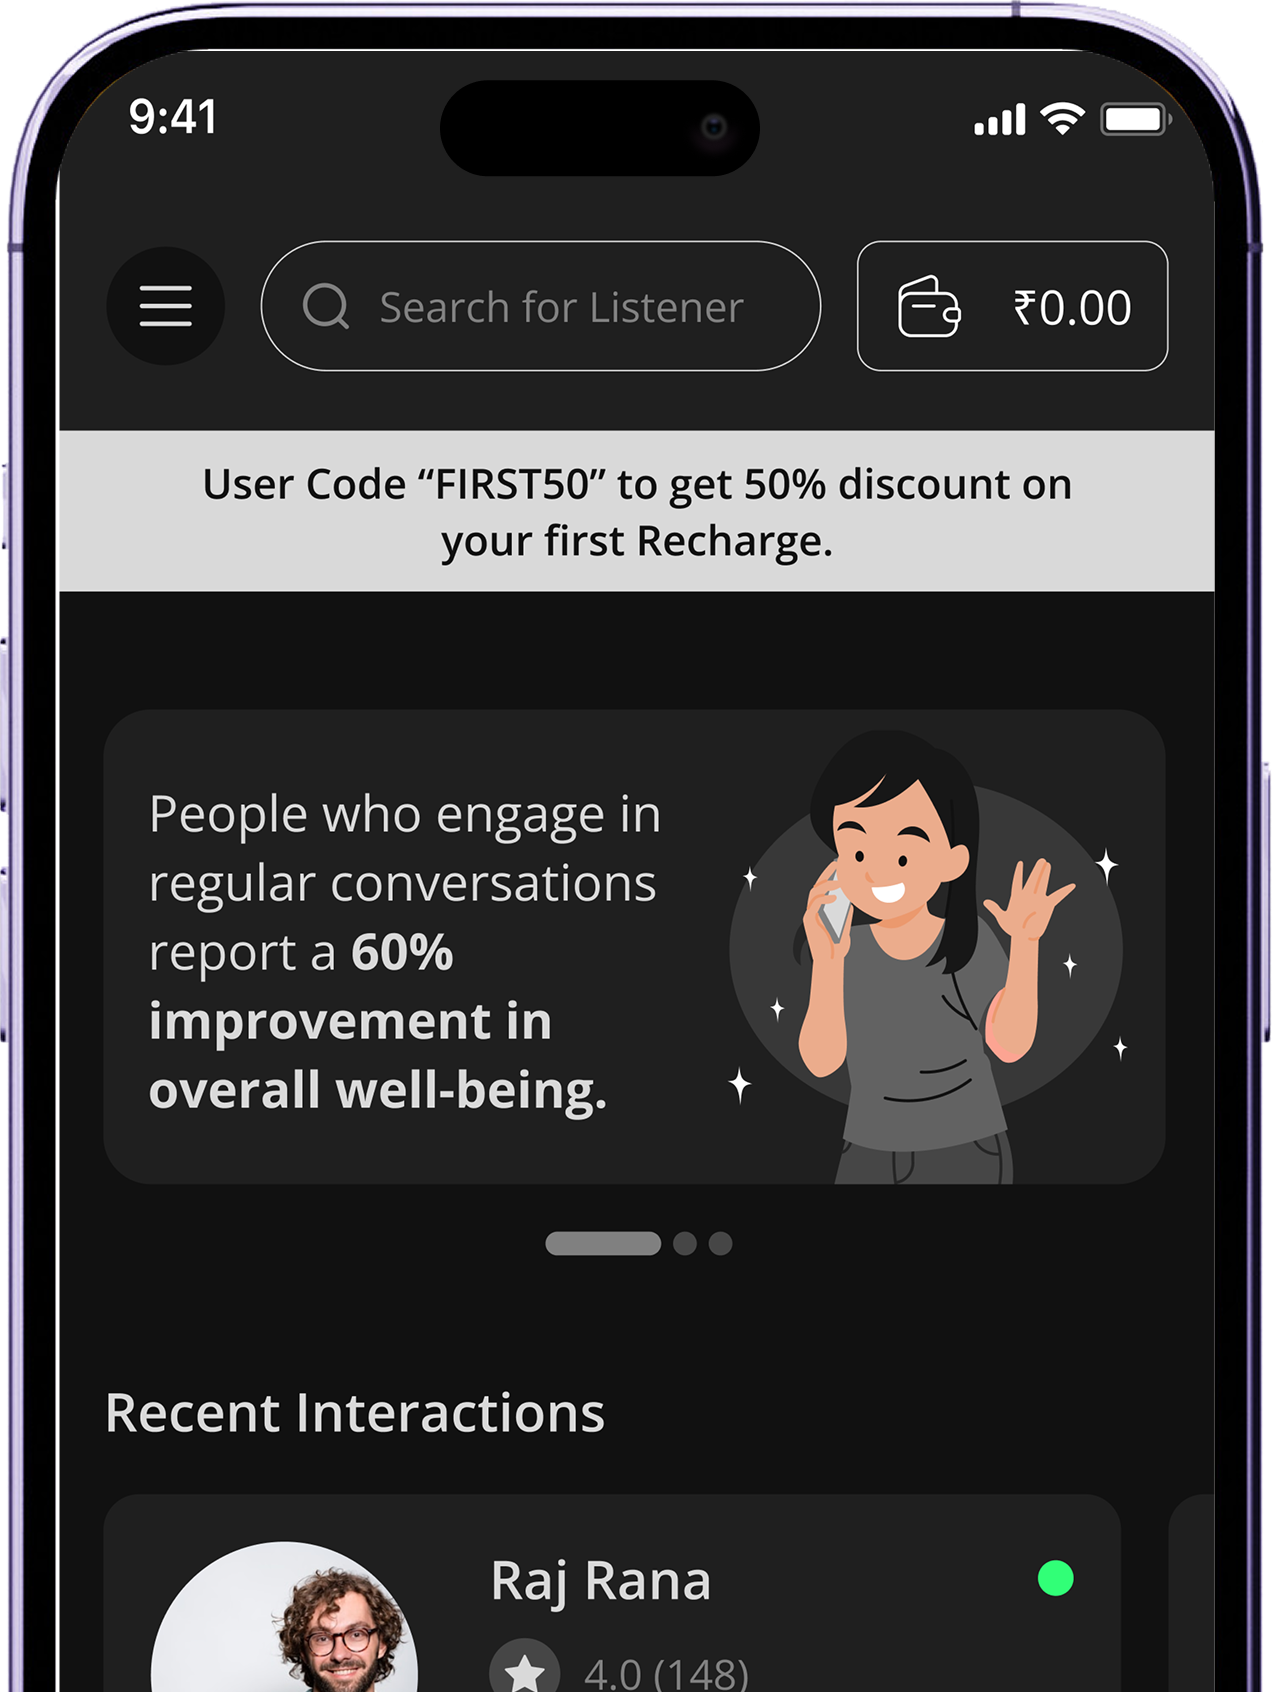 9:41
Search for Listener
₹0.00
User Code “FIRST50” to get 50% discount on
your first Recharge.
People who engage in
regular conversations
report a 60%
improvement in
overall well-being.
Recent Interactions
Raj Rana
4.0 (148)